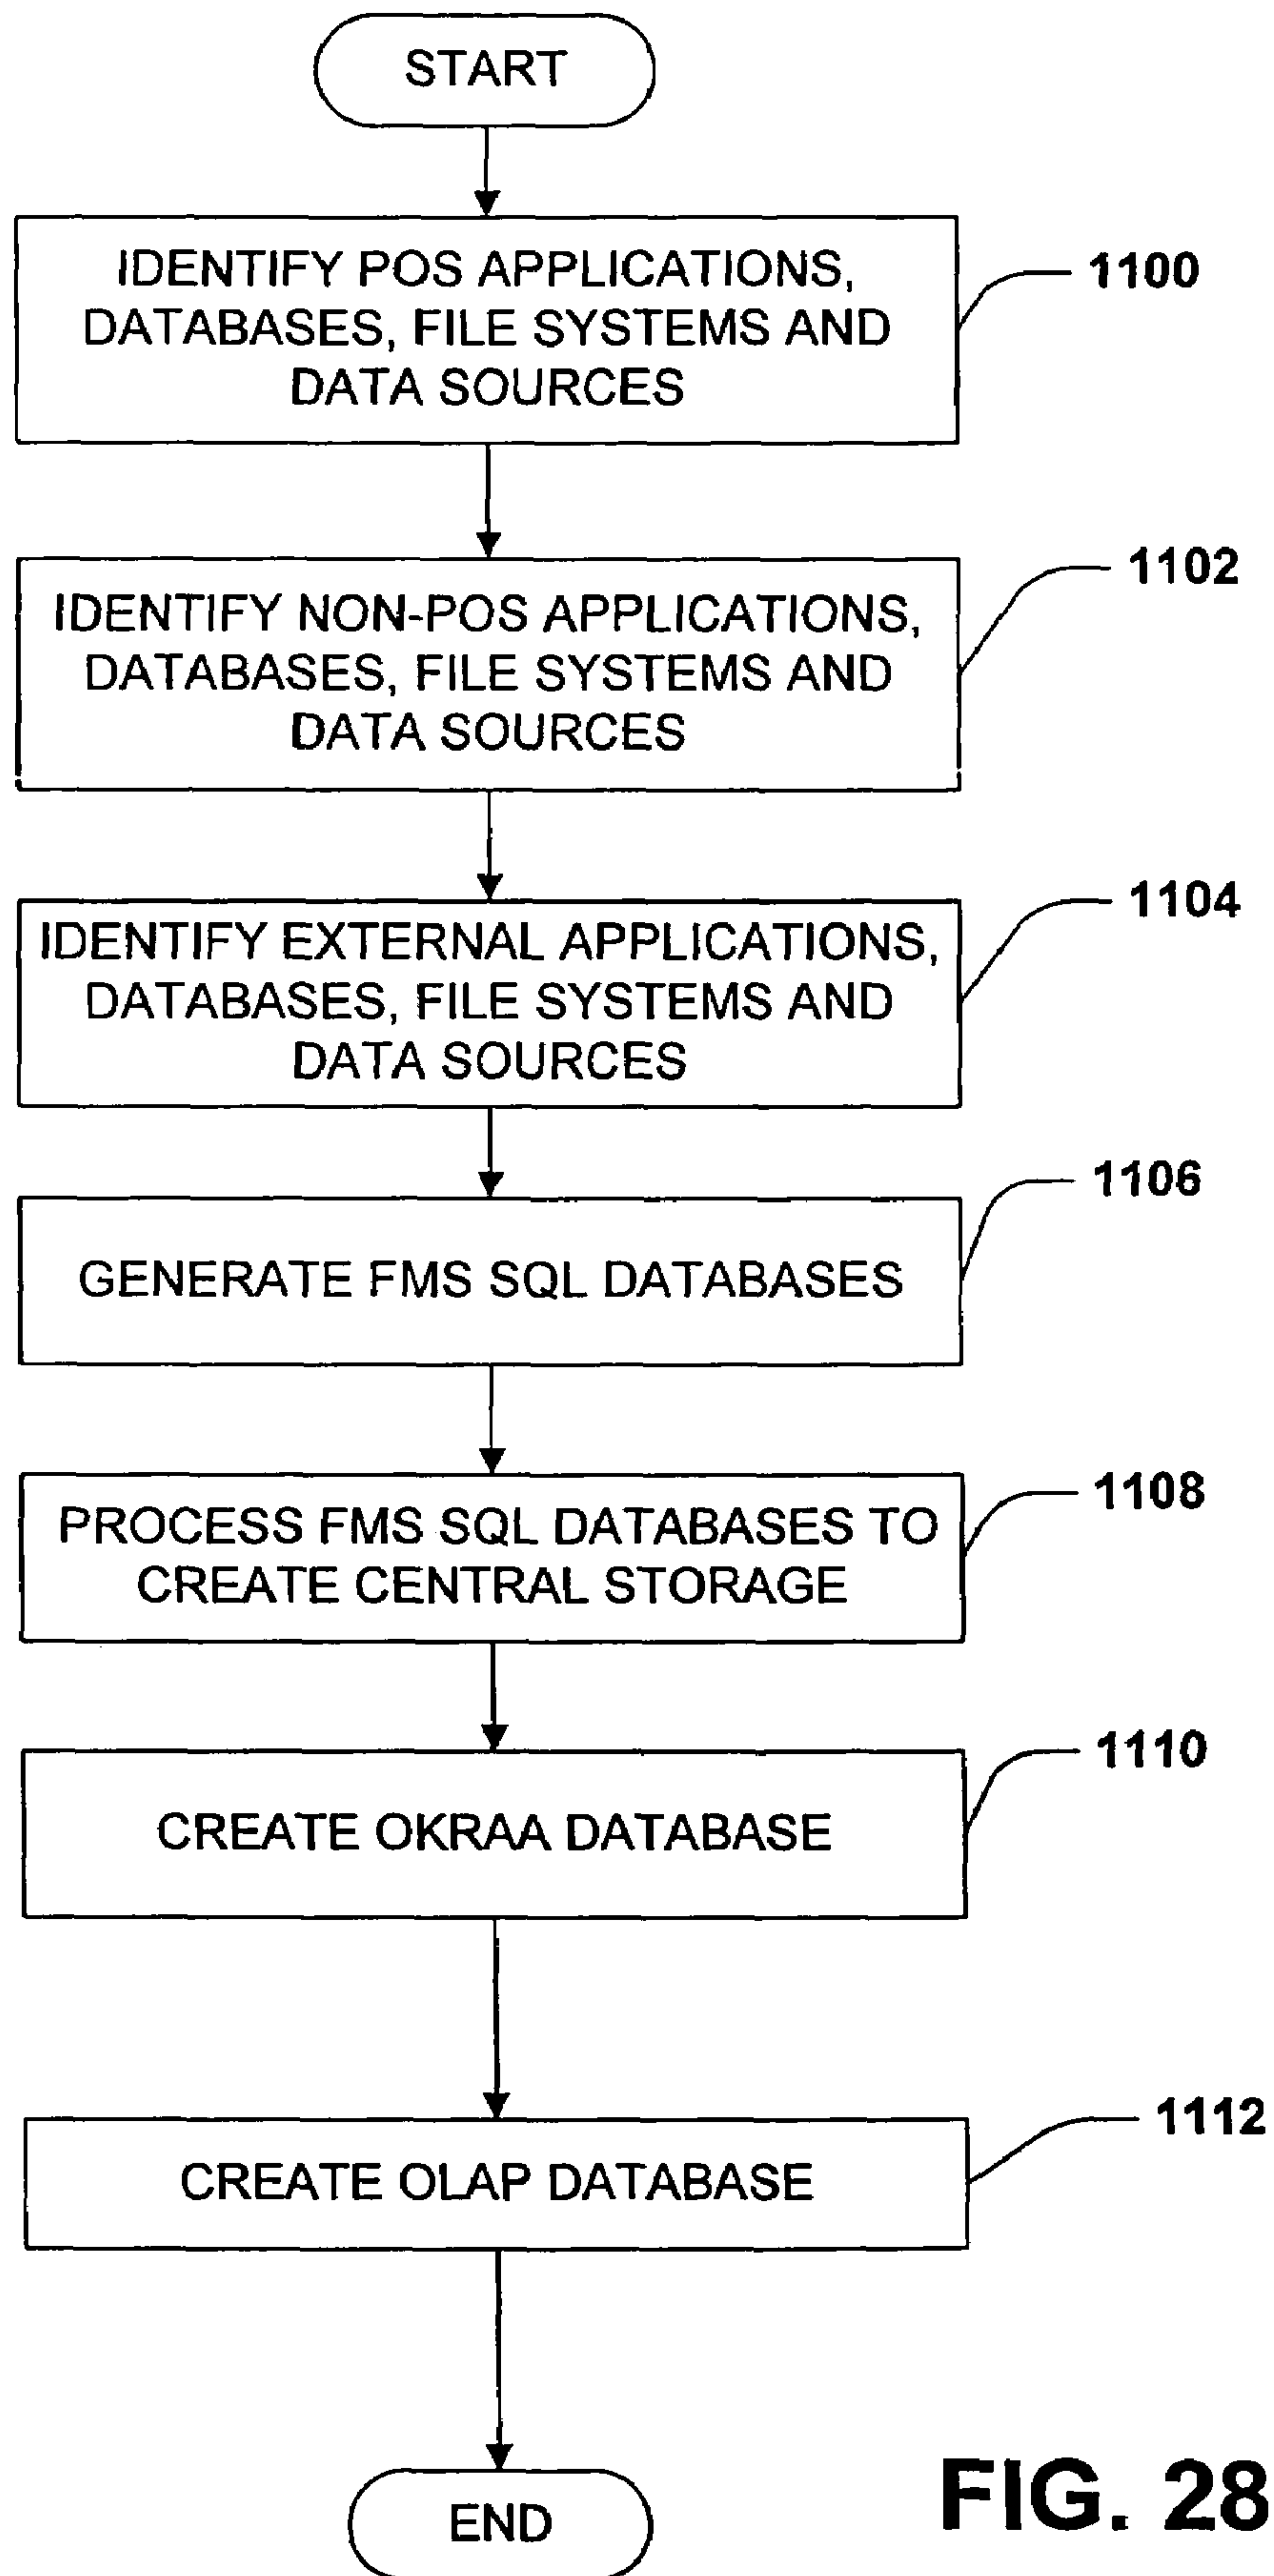 START
IDENTIFY POS APPLICATIONS,
DATABASES, FILE SYSTEMS AND
DATA SOURCES
1100
IDENTIFY NON-POS APPLICATIONS,
DATABASES, FILE SYSTEMS AND
DATA SOURCES
1102
IDENTIFY EXTERNAL APPLICATIONS,
DATABASES, FILE SYSTEMS AND
DATA SOURCES
1104
GENERATE FMS SQL DATABASES
1106
PROCESS FMS SQL DATABASES TO
CREATE CENTRAL STORAGE
1108
CREATE OKRAA DATABASE
1110
CREATE OLAP DATABASE
1112
END
FIG. 28